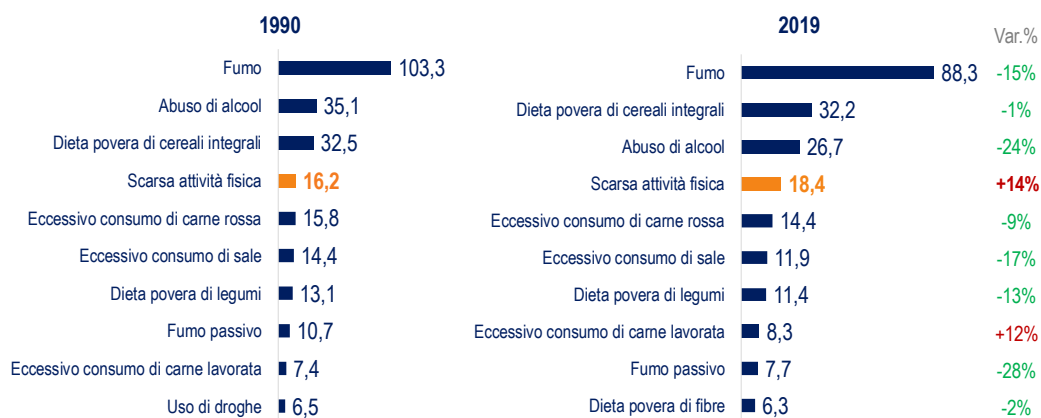 1990
Fumo 103,3
Abuso di alcool 35,1
Dieta povera di cereali integrali 32,5
Scarsa attività fisica 16,2
Eccessivo consumo di carne rossa 15,8
Eccessivo consumo di sale 14,4
Dieta povera di legumi 13,1
Fumo passivo 10,7
Eccessivo consumo di carne lavorata 7,4
Uso di droghe 6,5
2019
Var.%
Fumo 88,3 -15%
Dieta povera di cereali integrali 32,2 -1%
Abuso di alcool 26,7 -24%
Scarsa attività fisica 18,4 +14%
Eccessivo consumo di carne rossa 14,4 -9%
Eccessivo consumo di sale 11,9 -17%
Dieta povera di legumi 11,4 -13%
Eccessivo consumo di carne lavorata 8,3 +12%
Fumo passivo 7,7 -28%
Dieta povera di fibre 6,3 -2%